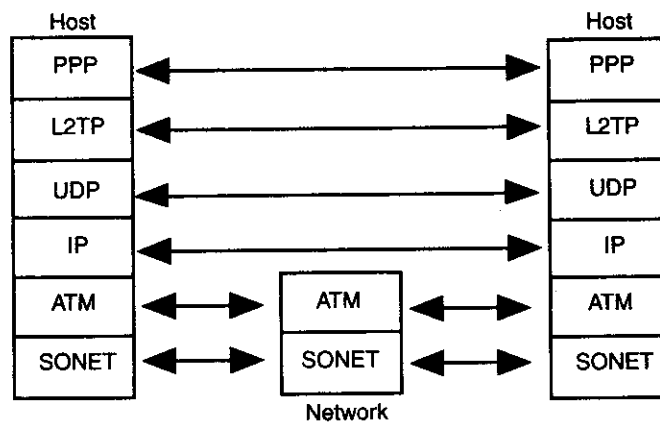 Host Host
PPP PPP
L2TP L2TP
UDP UDP
IP IP
ATM ATM ATM
SONET SONET SONET
Network